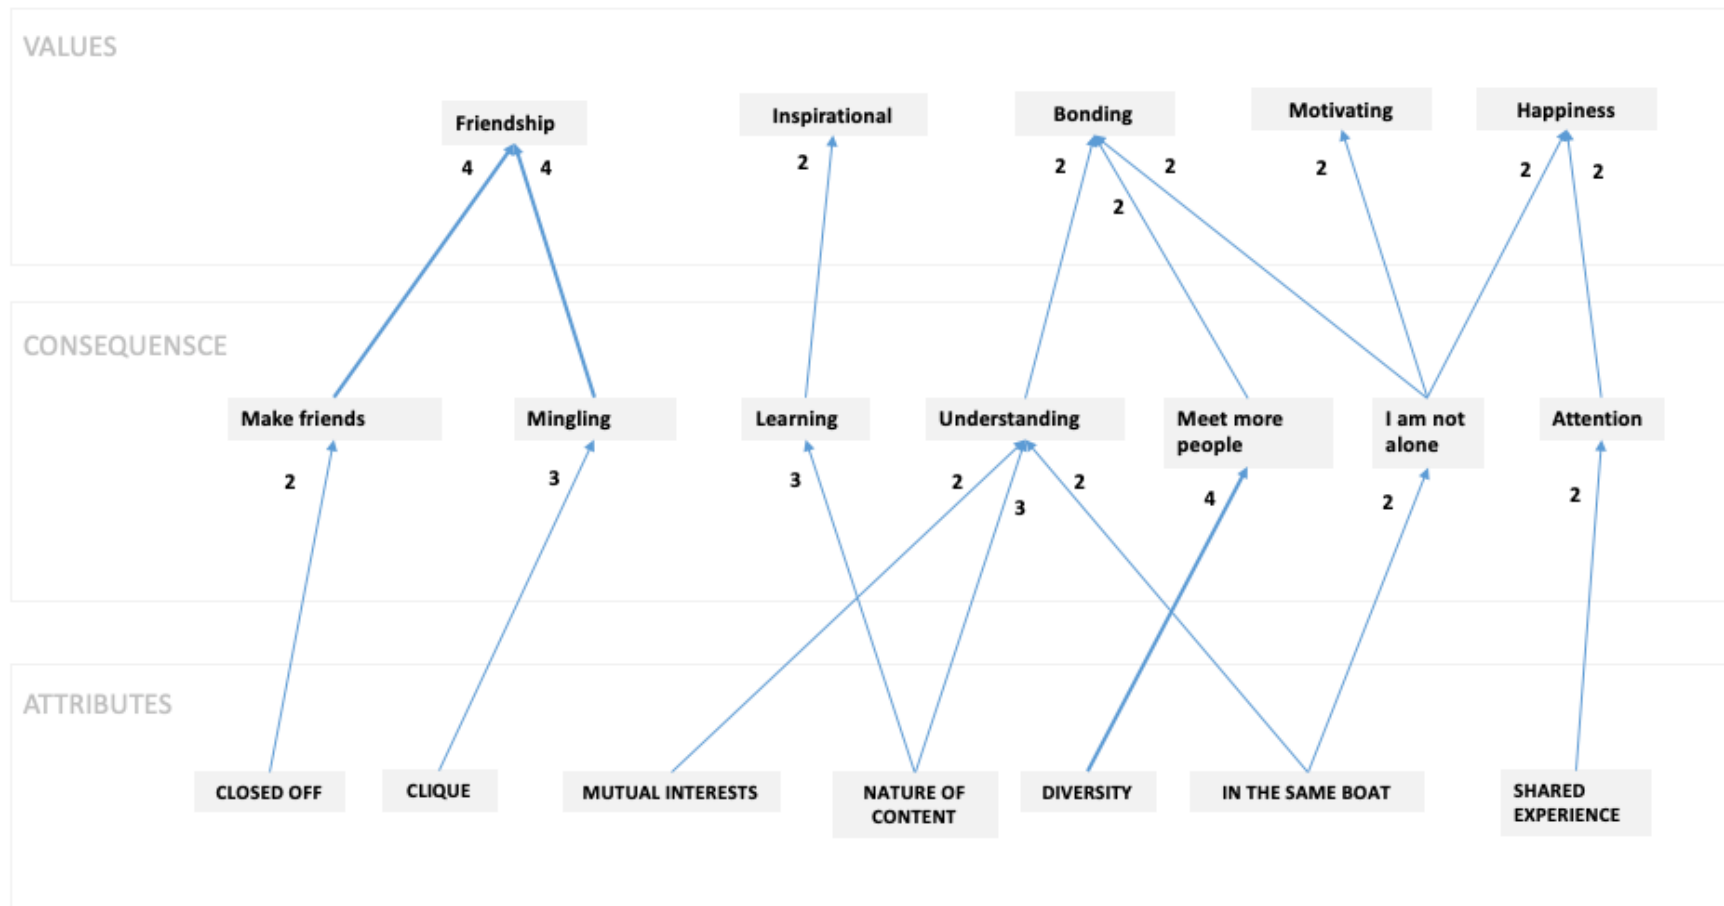 VALUES
Friendship
Inspirational
Bonding
Motivating
Happiness
4
4
2
2
2
2
2
2
2
CONSEQUENSCE
Make friends
Mingling
Learning
Understanding
Meet more
people
I am not
alone
Attention
2
3
3
2
3
2
4
2
2
ATTRIBUTES
CLOSED OFF
CLIQUE
MUTUAL INTERESTS
NATURE OF
CONTENT
DIVERSITY
IN THE SAME BOAT
SHARED
EXPERIENCE